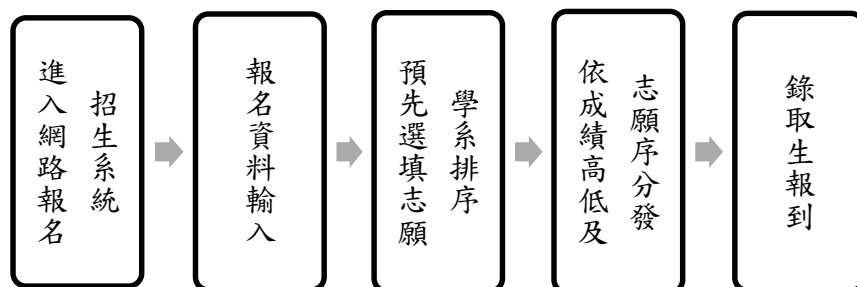 進入網路報名
招生系統
報名資料輸入
預先選填志願
學系排序
依成績高低及
志願序分發
錄取生報到